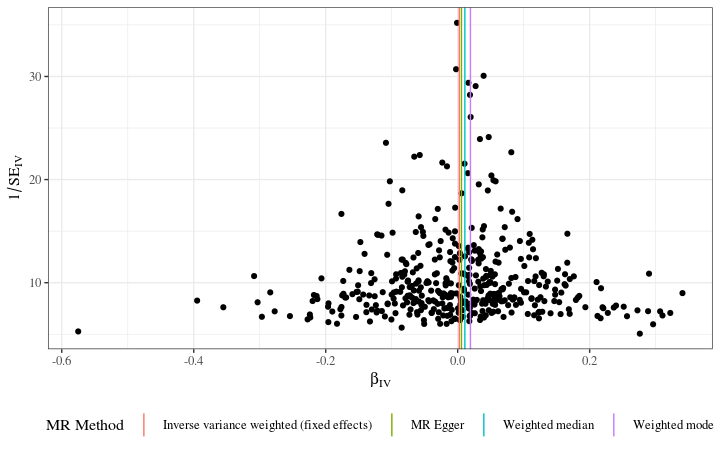 1/SE_IV
30
20
10
-0.6
-0.4
-0.2
0.0
0.2
β_IV
MR Method
Inverse variance weighted (fixed effects)
MR Egger
Weighted median
Weighted mode